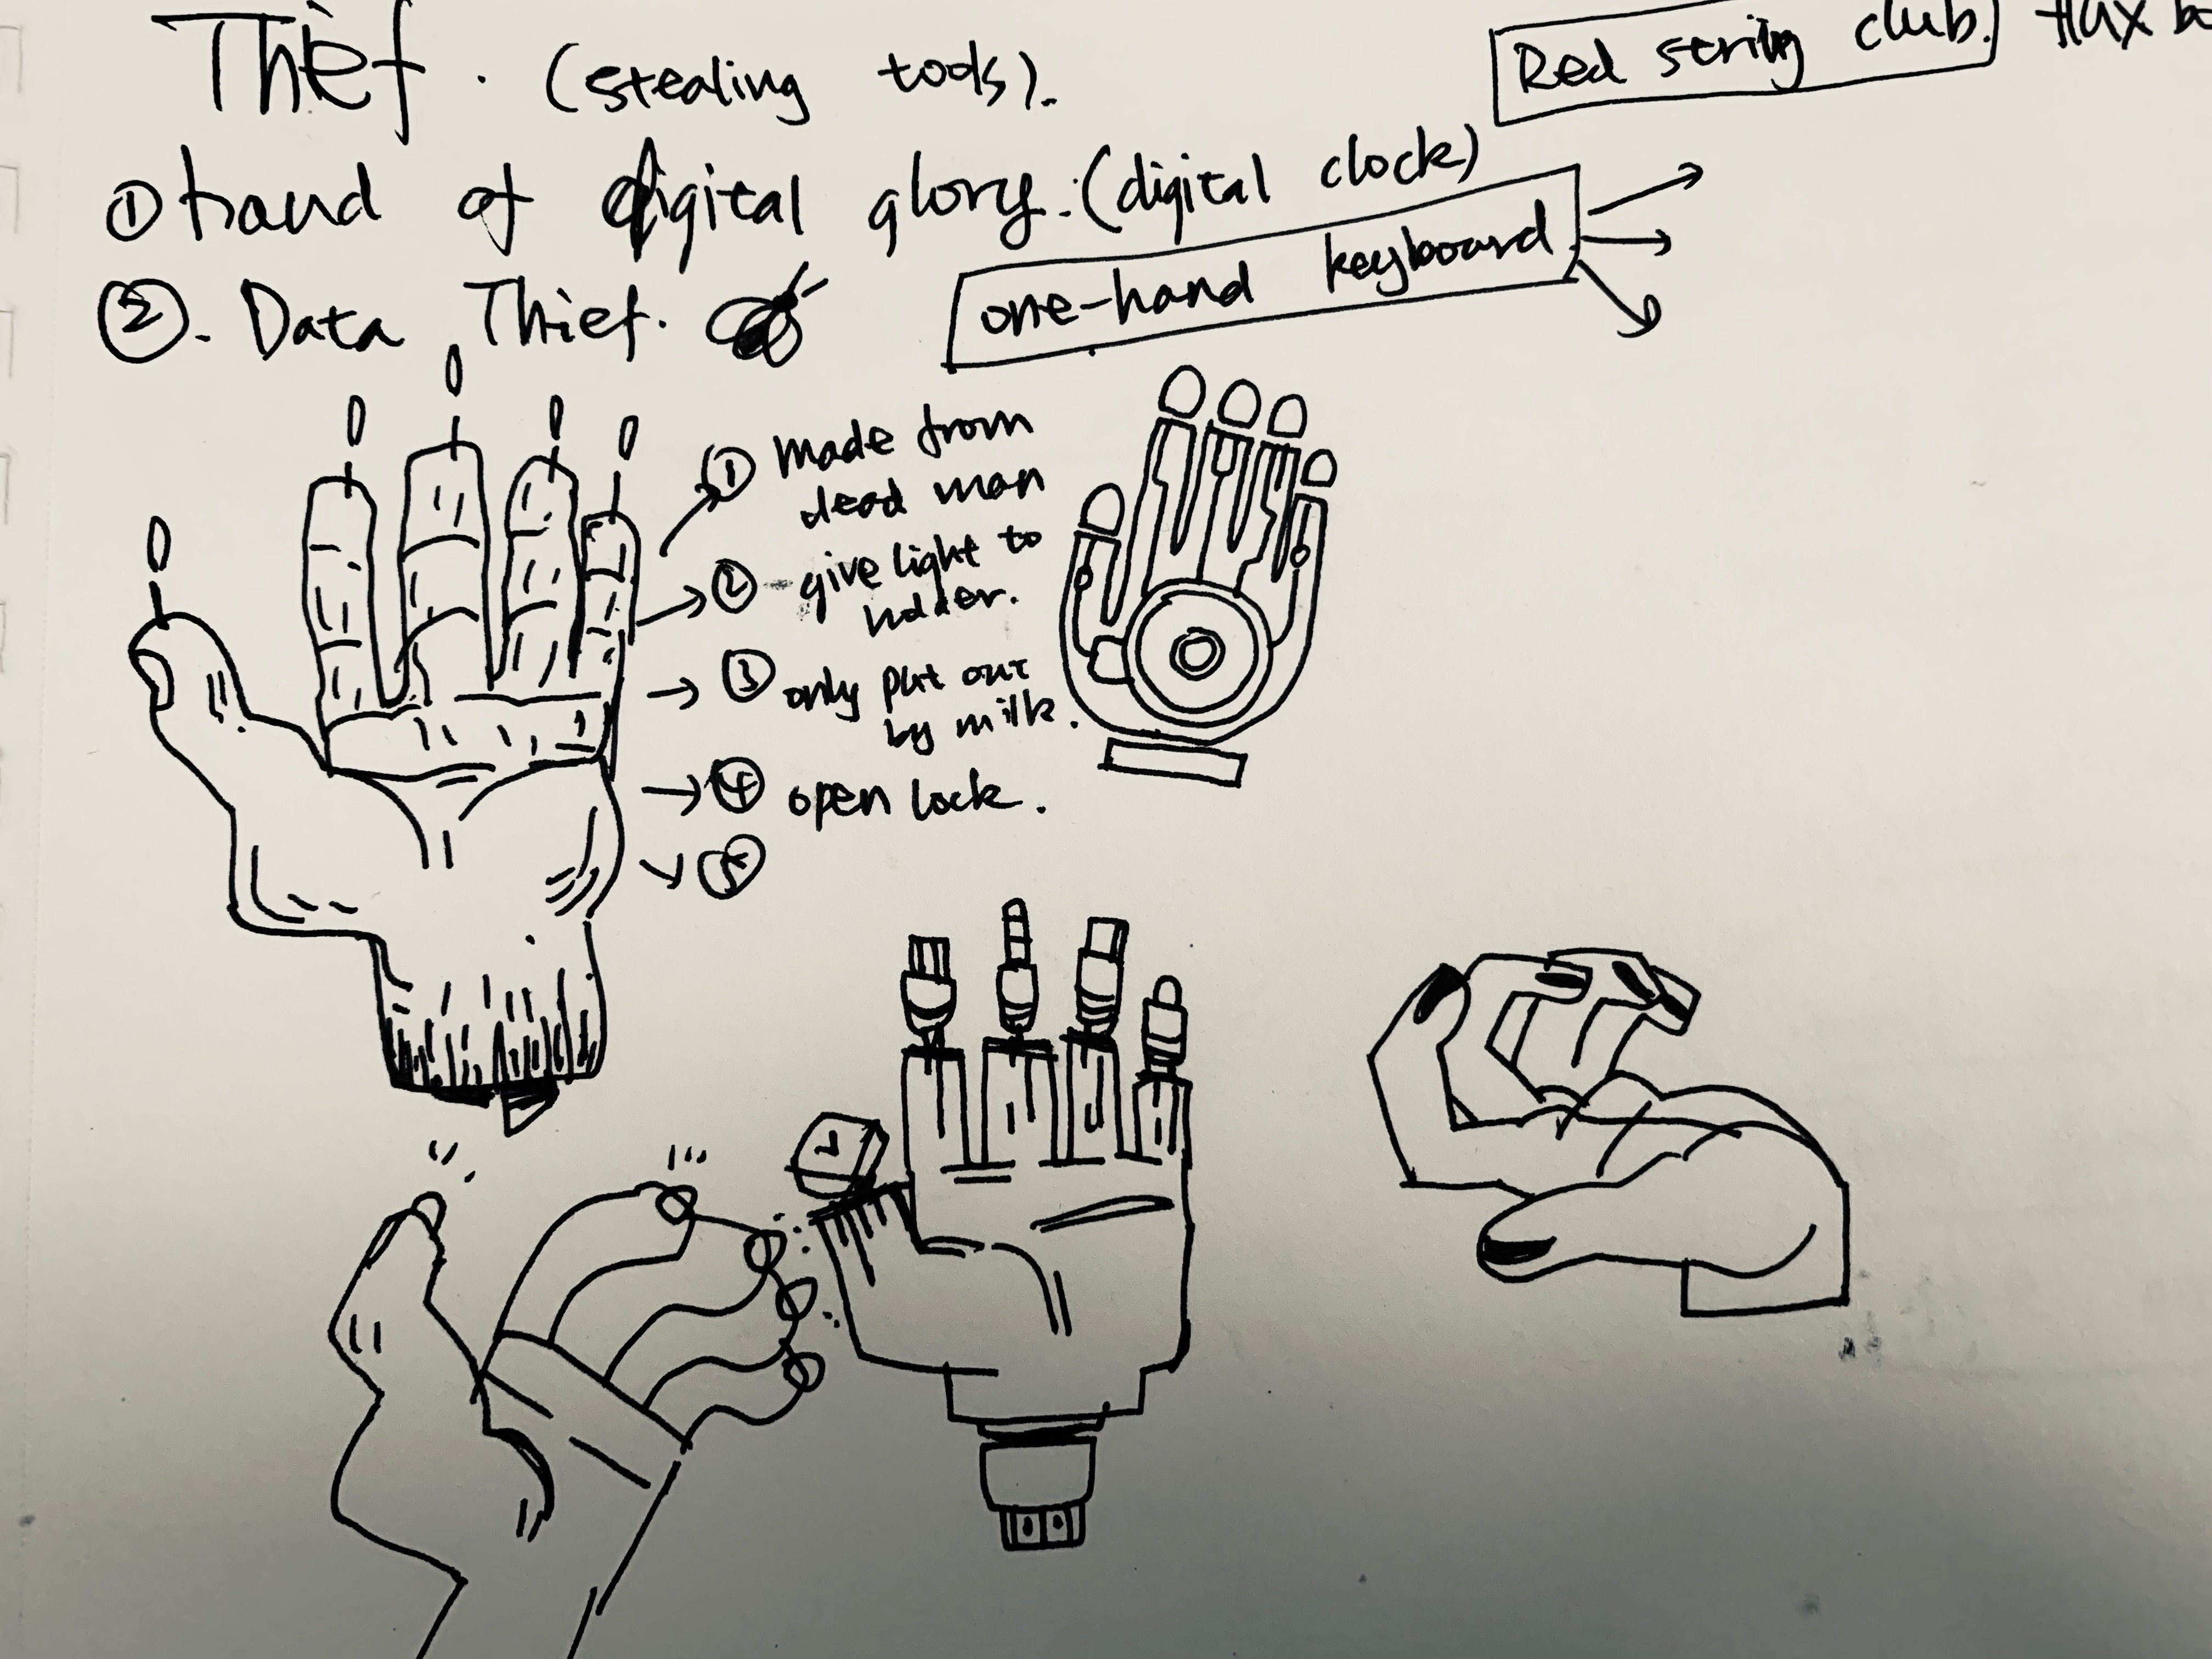 Thief. (stealing tools).
Red string club.
① hand of digital glory. (digital clock)
②. Data Thief.
one-hand keyboard
① made from
dead man
② give light to
holder.
③ only put out
by milk.
④ open lock.
⑤